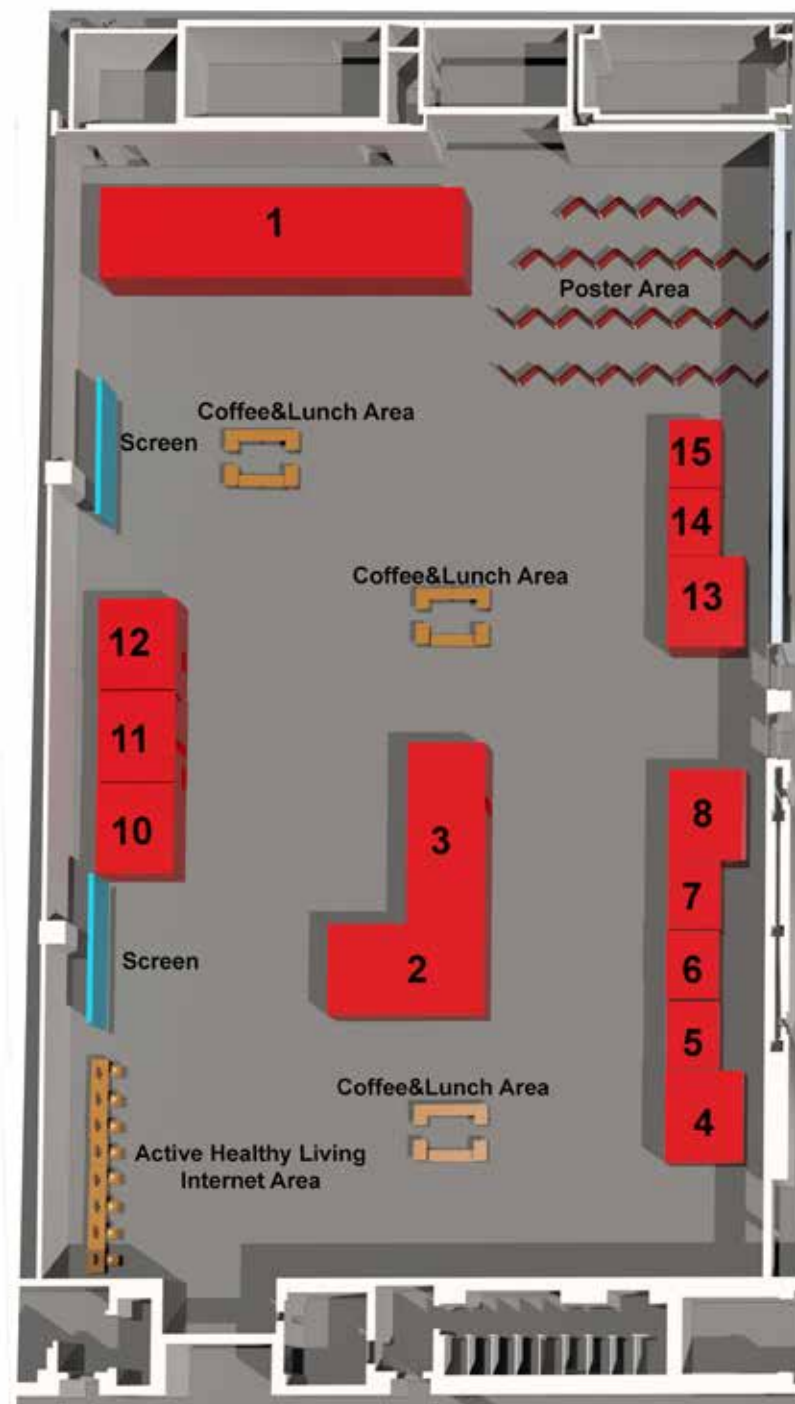 1
Poster Area
Coffee&Lunch Area
Screen
15
14
Coffee&Lunch Area
13
12
11
10
3
8
7
2
6
Screen
5
Coffee&Lunch Area
4
Active Healthy Living
Internet Area